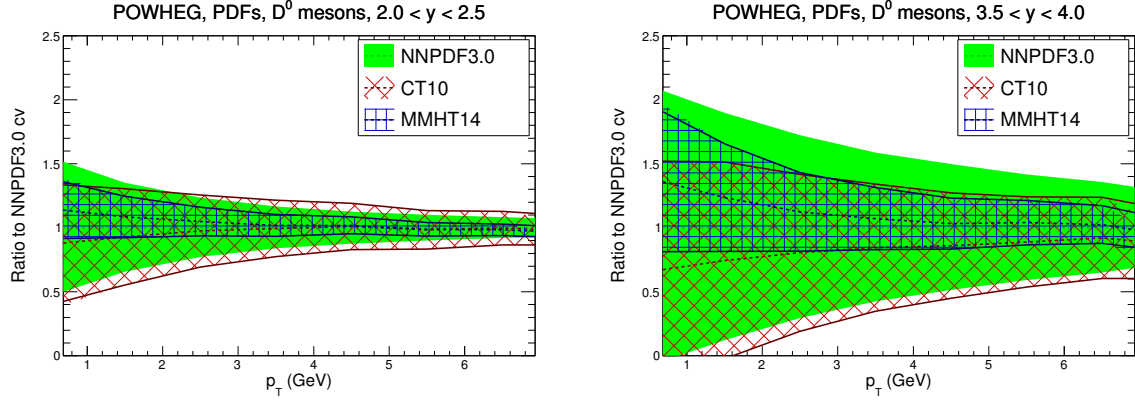 POWHEG, PDFs, D⁰ mesons, 2.0 < y < 2.5
Ratio to NNPDF3.0 cv
2.5
2
1.5
1
0.5
0
NNPDF3.0
CT10
MMHT14
1 2 3 4 5 6
p_T (GeV)
POWHEG, PDFs, D⁰ mesons, 3.5 < y < 4.0
Ratio to NNPDF3.0 cv
2.5
2
1.5
1
0.5
0
NNPDF3.0
CT10
MMHT14
1 2 3 4 5 6
p_T (GeV)